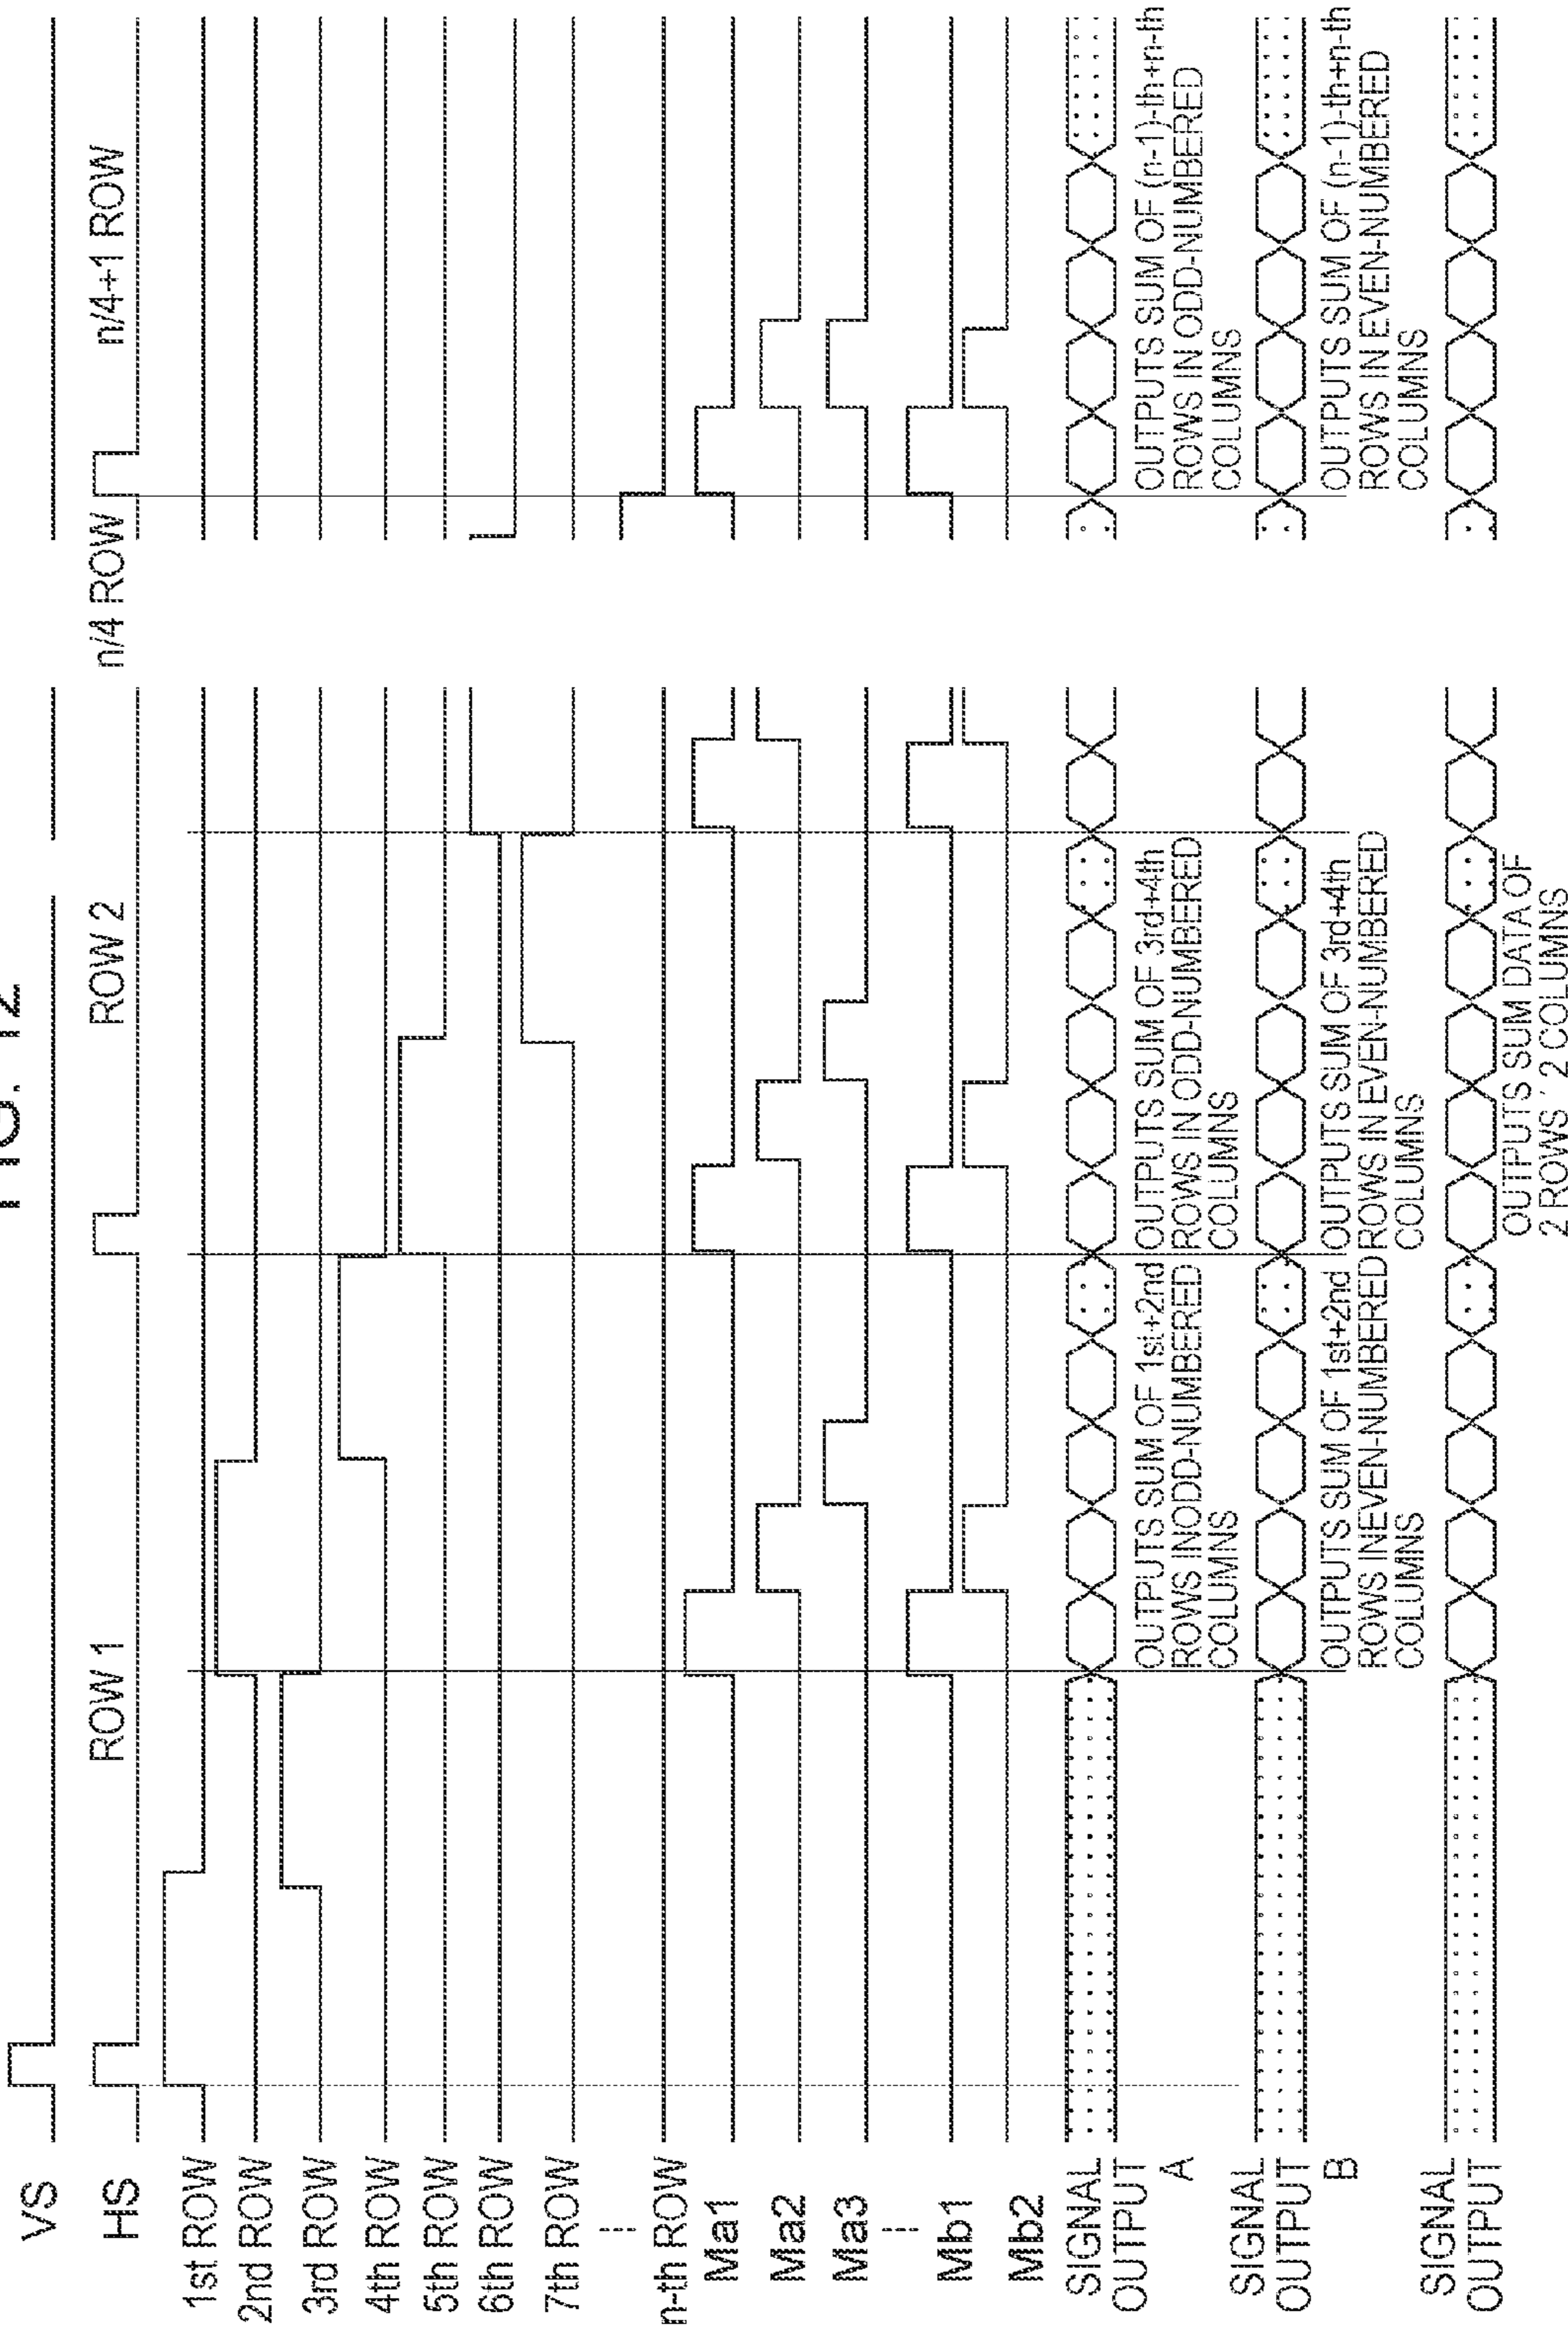 FIG. 12
VS
HS
ROW 1
ROW 2
n/4 ROW
n/4+1 ROW
1st ROW
2nd ROW
3rd ROW
4th ROW
5th ROW
6th ROW
7th ROW
n-th ROW
Ma1
Ma2
Ma3
Mb1
Mb2
SIGNAL
OUTPUT
A
OUTPUTS SUM OF 1st+2nd
ROWS INODD-NUMBERED
COLUMNS
OUTPUTS SUM OF 3rd+4th
ROWS IN ODD-NUMBERED
COLUMNS
OUTPUTS SUM OF (n-1)-th+n-th
ROWS IN ODD-NUMBERED
COLUMNS
SIGNAL
OUTPUT
B
OUTPUTS SUM OF 1st+2nd
ROWS INEVEN-NUMBERED
COLUMNS
OUTPUTS SUM OF 3rd+4th
ROWS IN EVEN-NUMBERED
COLUMNS
OUTPUTS SUM OF (n-1)-th+n-th
ROWS IN EVEN-NUMBERED
COLUMNS
SIGNAL
OUTPUT
OUTPUTS SUM DATA OF
2 ROWS ´ 2 COLUMNS